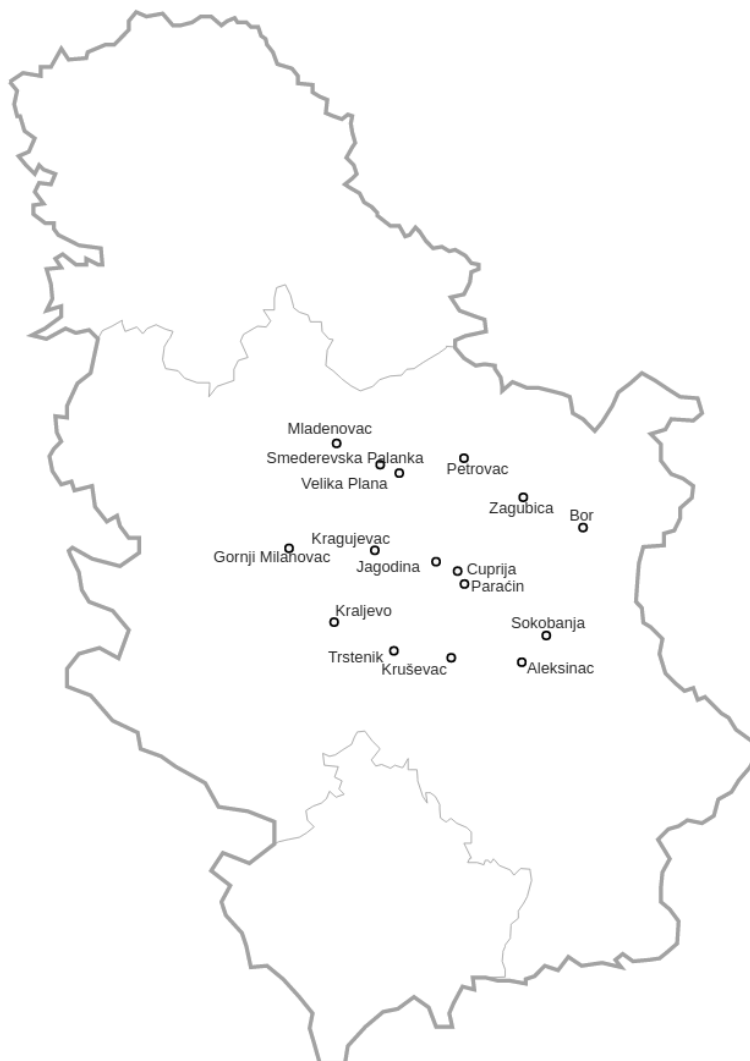 Mladenovac
Smederevska Palanka
Petrovac
Velika Plana
Zagubica
Bor
Kragujevac
Gornji Milanovac
Jagodina
Cuprija
Paraćin
Kraljevo
Sokobanja
Trstenik
Kruševac
Aleksinac